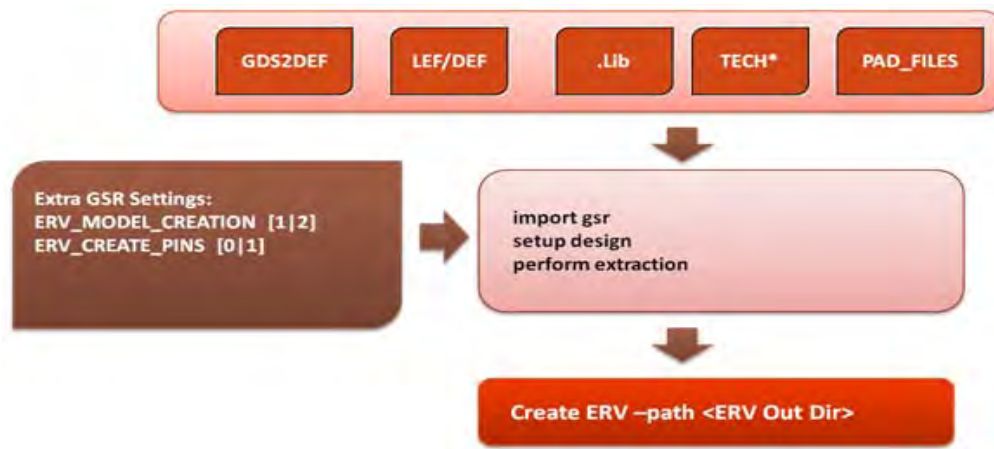 GDS2DEF
LEF/DEF
.Lib
TECH*
PAD_FILES
Extra GSR Settings:
ERV_MODEL_CREATION [1|2]
ERV_CREATE_PINS [0|1]
import gsr
setup design
perform extraction
Create ERV –path <ERV Out Dir>